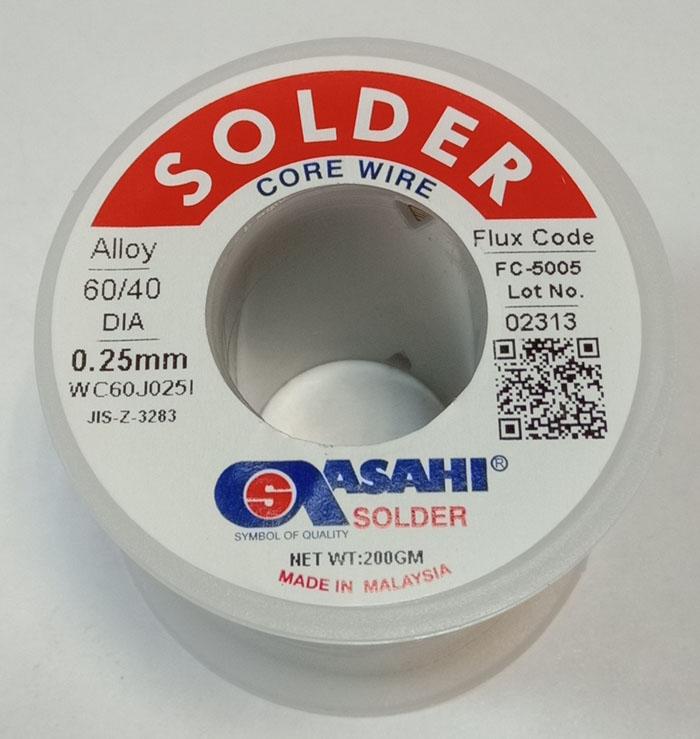 SOLDER
CORE WIRE
Alloy
60/40
DIA
0.25mm
WC60J025I
JIS-Z-3283
Flux Code
FC-5005
Lot No.
02313
S ASAHI®
SOLDER
SYMBOL OF QUALITY
NET WT:200GM
MADE IN MALAYSIA